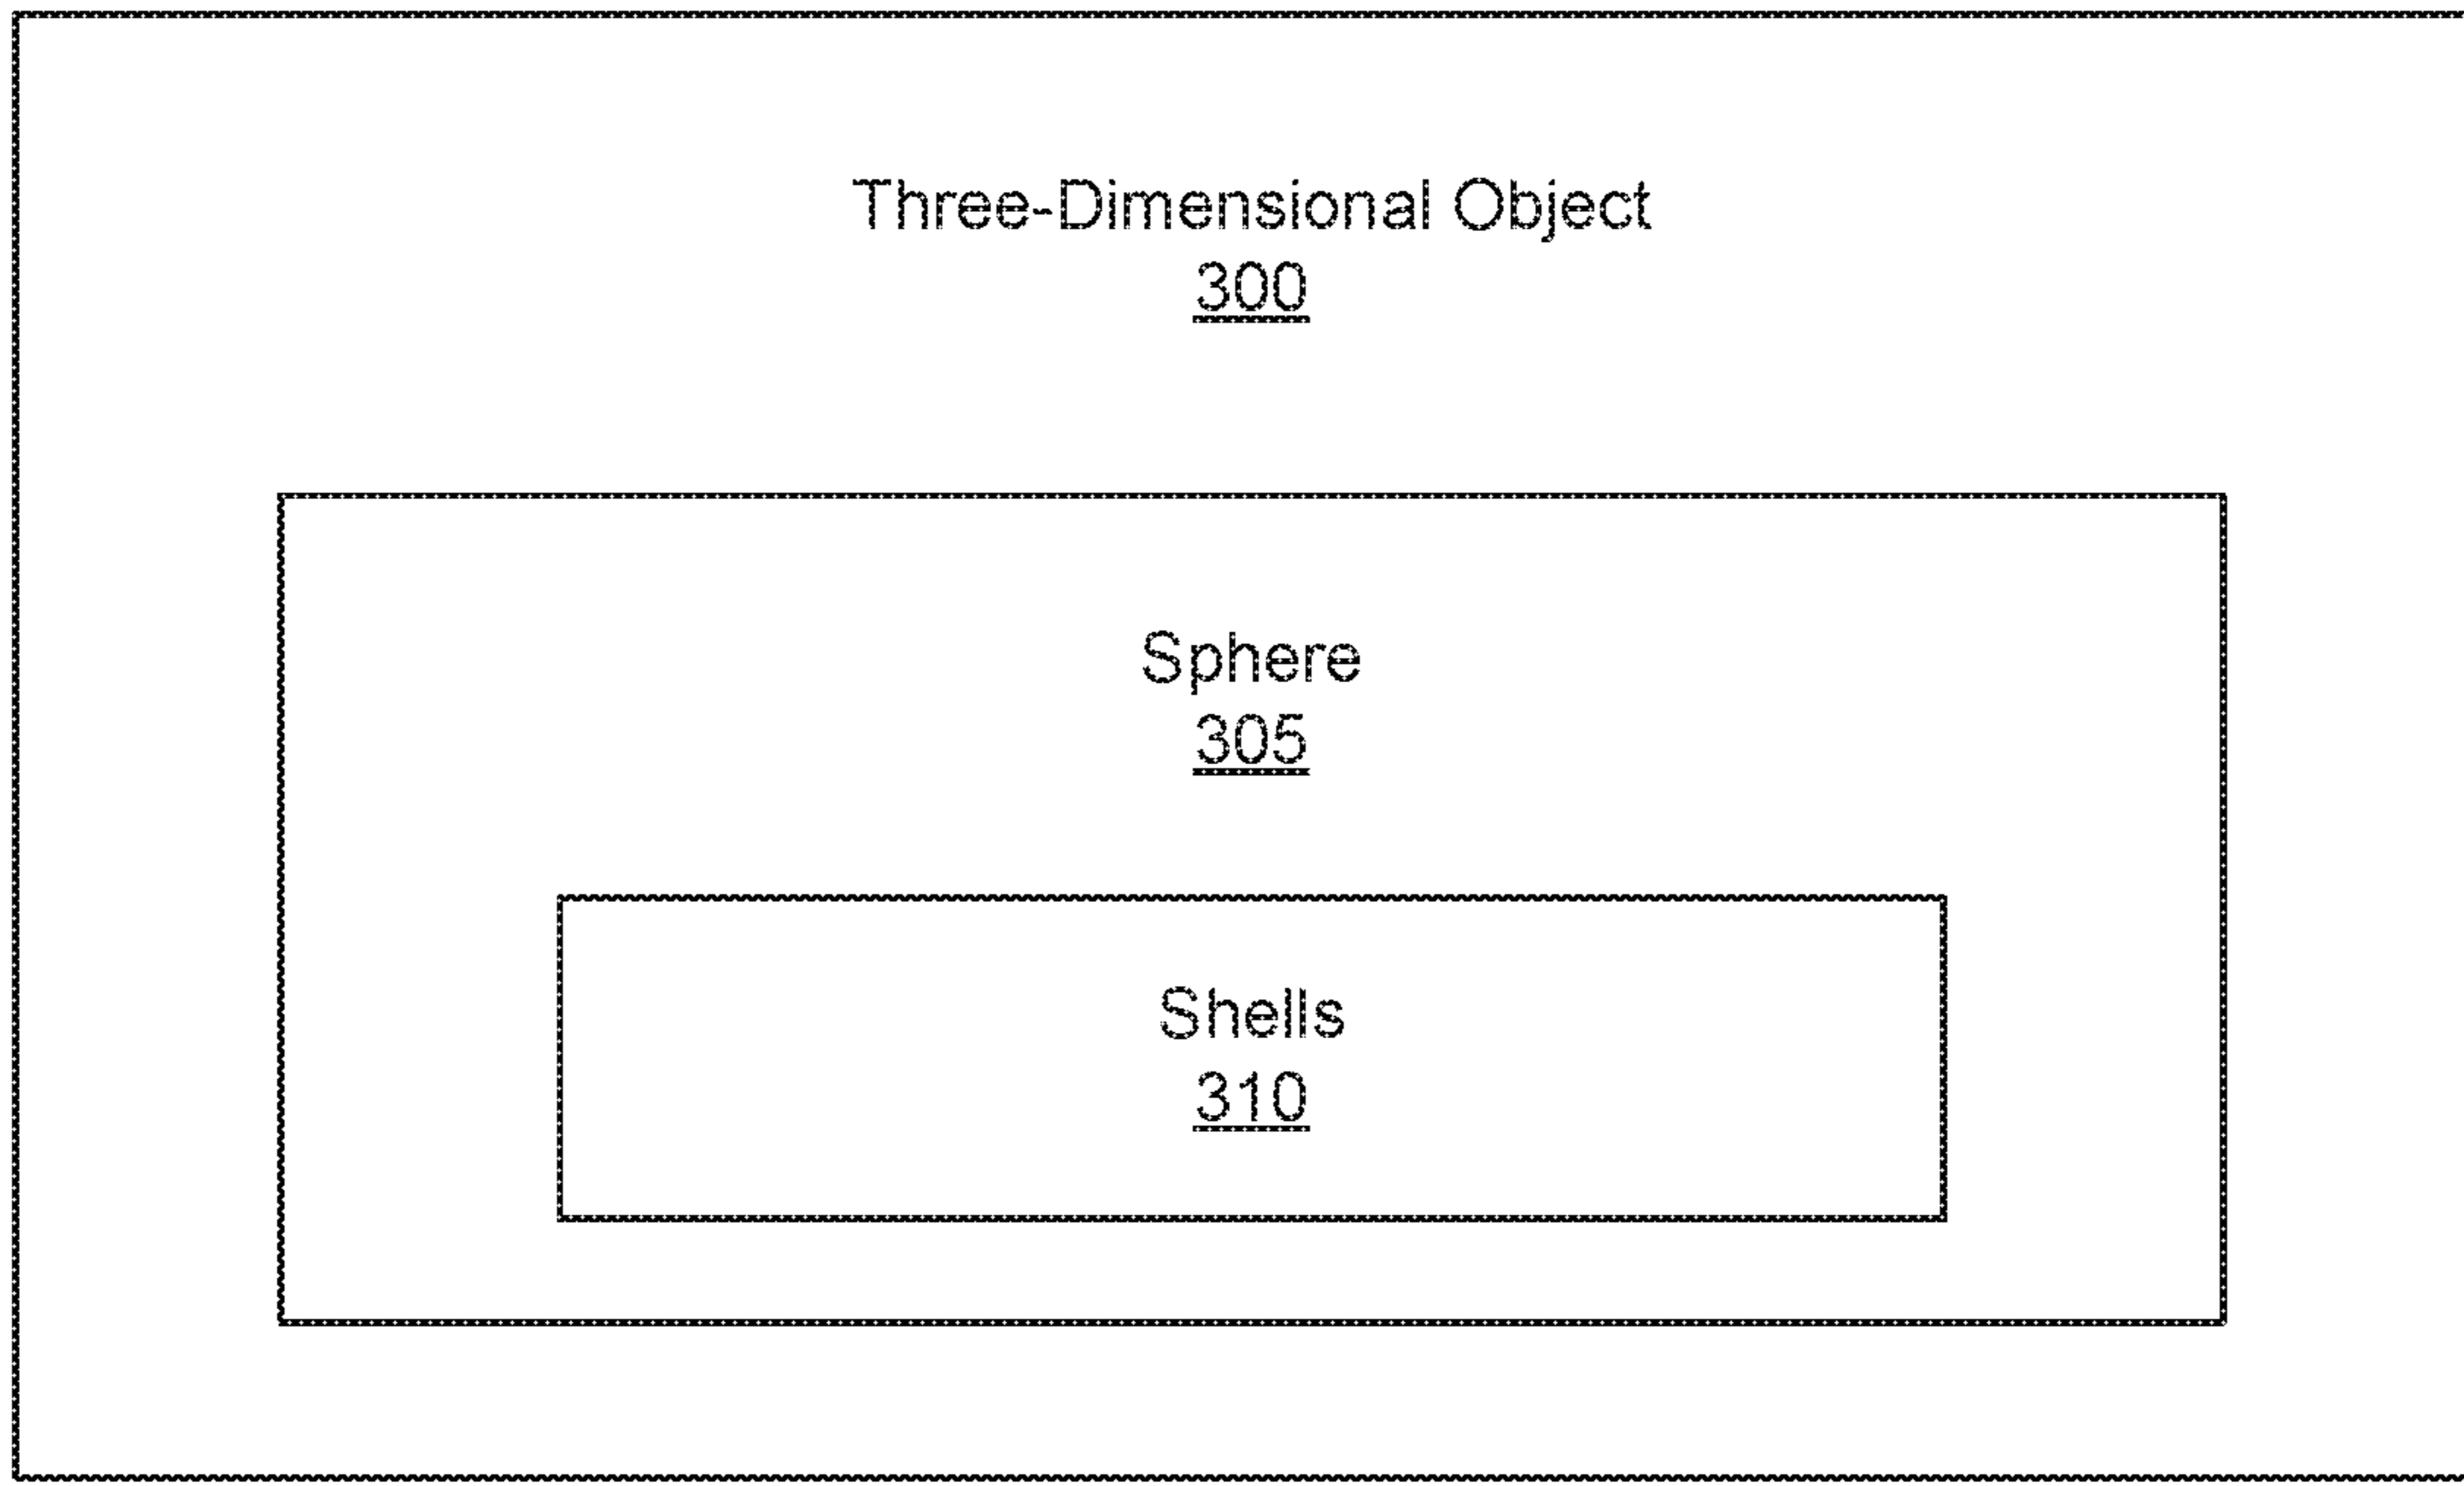 Three-Dimensional Object
300
Sphere
305
Shells
310